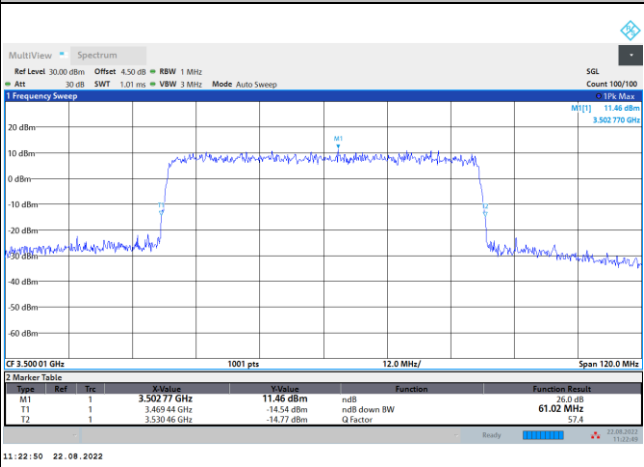 MultiView Spectrum
Ref Level 30.00 dBm Offset 4.50 dB RBW 1 MHz SGL
Att 30 dB SWT 1.01 ms VBW 3 MHz Mode Auto Sweep Count 100/100
1 Frequency Sweep 1Pk Max
M1[1] 11.46 dBm
3.502 770 GHz
20 dBm
M1
10 dBm
0 dBm
-10 dBm
T1 T2
-20 dBm
-30 dBm
-40 dBm
-50 dBm
-60 dBm
CF 3.500 01 GHz 1001 pts 12.0 MHz/ Span 120.0 MHz
2 Marker Table
Type Ref Trc X-Value Y-Value Function Function Result
M1 1 3.502 77 GHz 11.46 dBm ndB 26.0 dB
T1 1 3.469 44 GHz -14.54 dBm ndB down BW 61.02 MHz
T2 1 3.530 46 GHz -14.77 dBm Q Factor 57.4
Ready 22.08.2022
11:22:49
11:22:50 22.08.2022